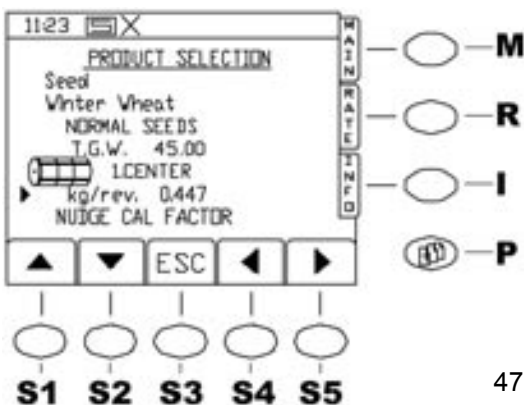 11:23
PRODUCT SELECTION
Seed
Winter Wheat
NORMAL SEEDS
T.G.W. 45.00
1.CENTER
kg/rev. 0.447
NUDGE CAL FACTOR
ESC
MAIN
RATE
INFO
M
R
I
P
S1 S2 S3 S4 S5
47